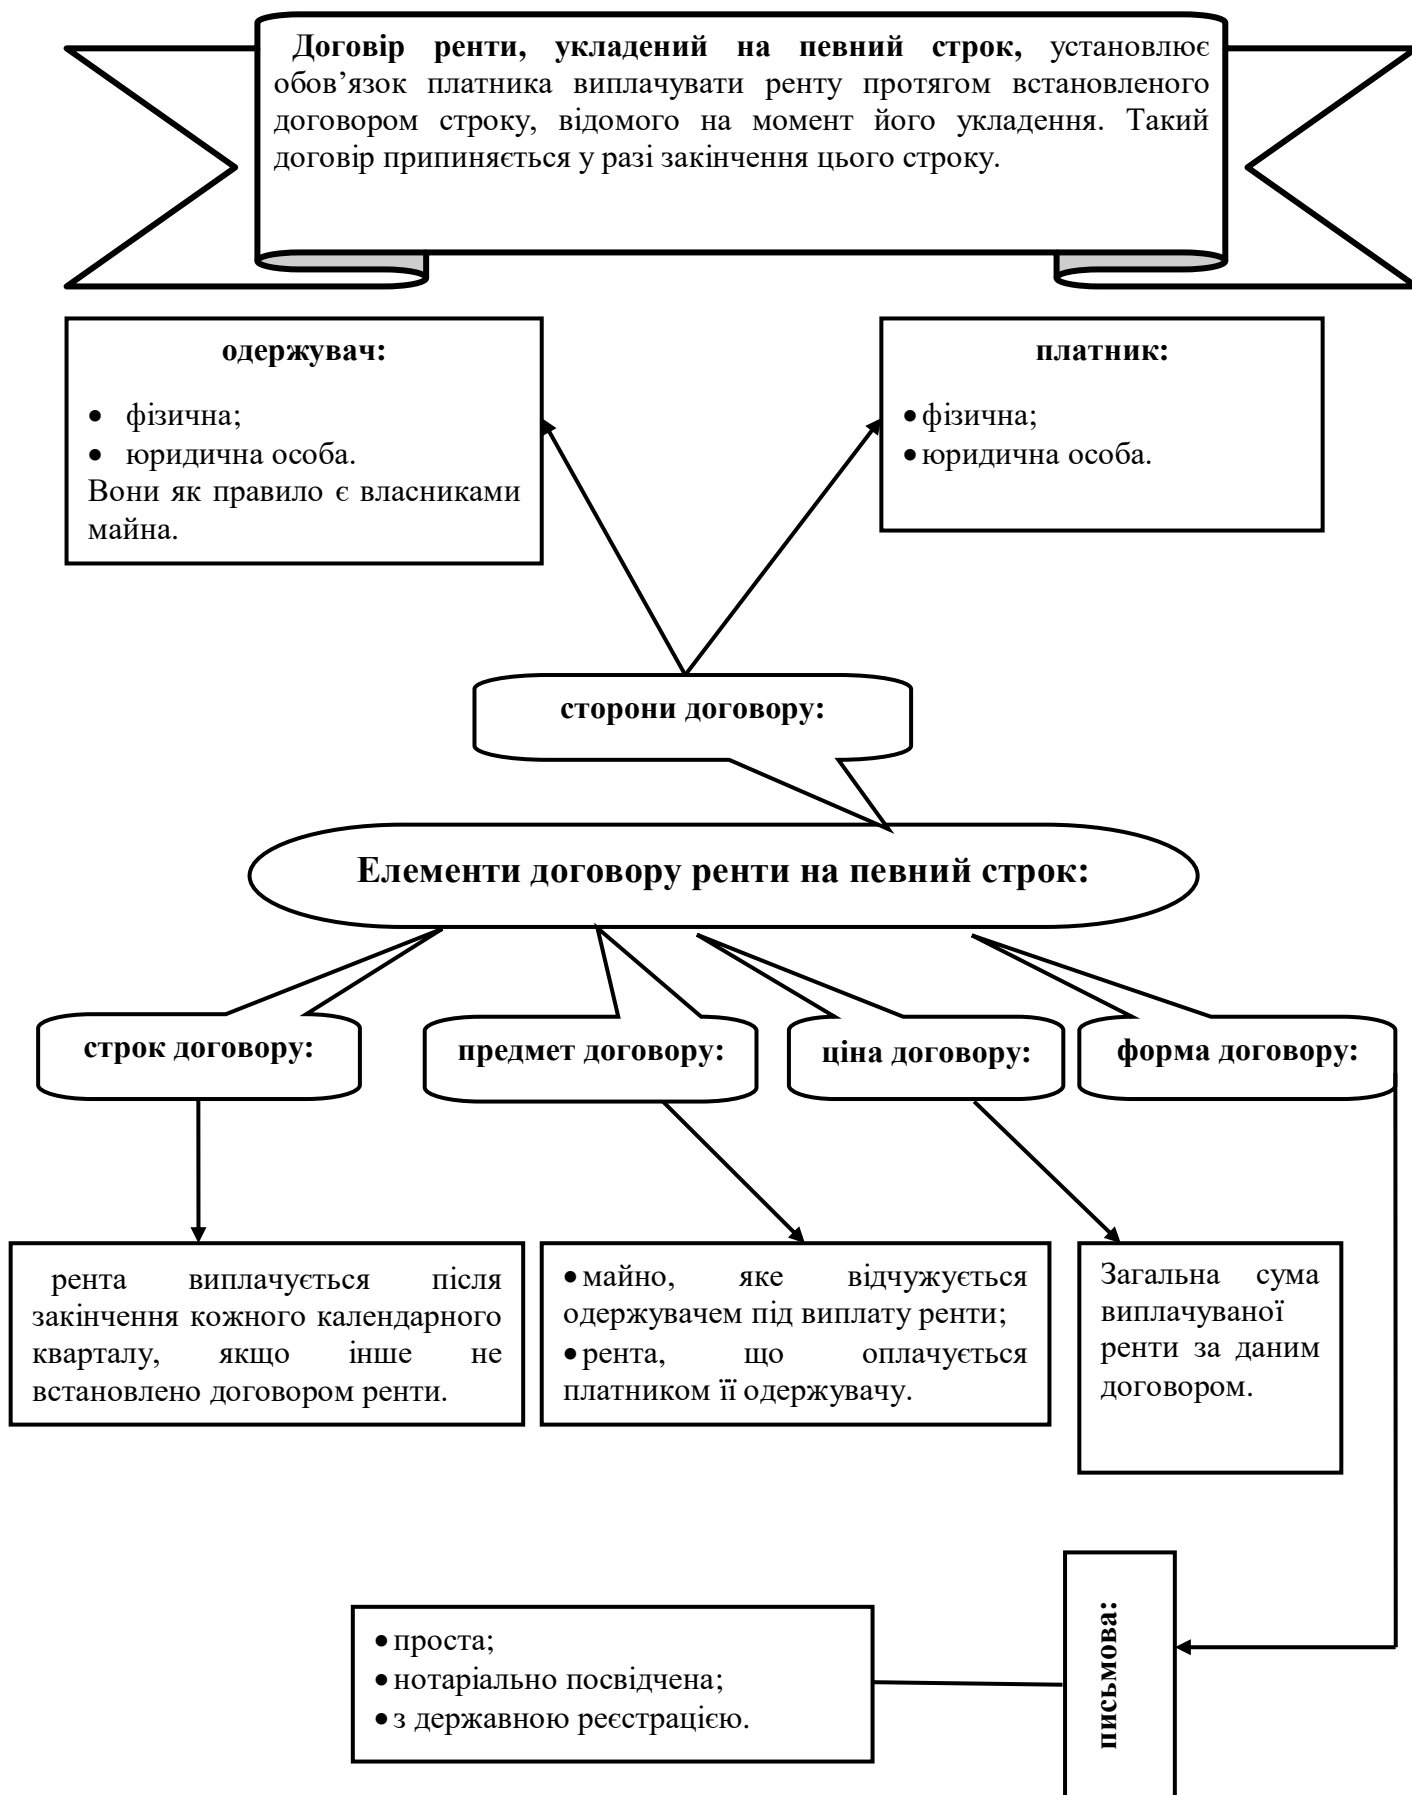 Договір ренти, укладений на певний строк, установлює
обов’язок платника виплачувати ренту протягом встановленого
договором строку, відомого на момент його укладення. Такий
договір припиняється у разі закінчення цього строку.
одержувач:
• фізична;
• юридична особа.
Вони як правило є власниками
майна.
платник:
• фізична;
• юридична особа.
сторони договору:
Елементи договору ренти на певний строк:
строк договору:
предмет договору:
ціна договору:
форма договору:
рента виплачується після
закінчення кожного календарного
кварталу, якщо інше не
встановлено договором ренти.
• майно, яке відчужується
одержувачем під виплату ренти;
• рента, що оплачується
платником її одержувачу.
Загальна сума
виплачуваної
ренти за даним
договором.
письмова:
• проста;
• нотаріально посвідчена;
• з державною реєстрацією.